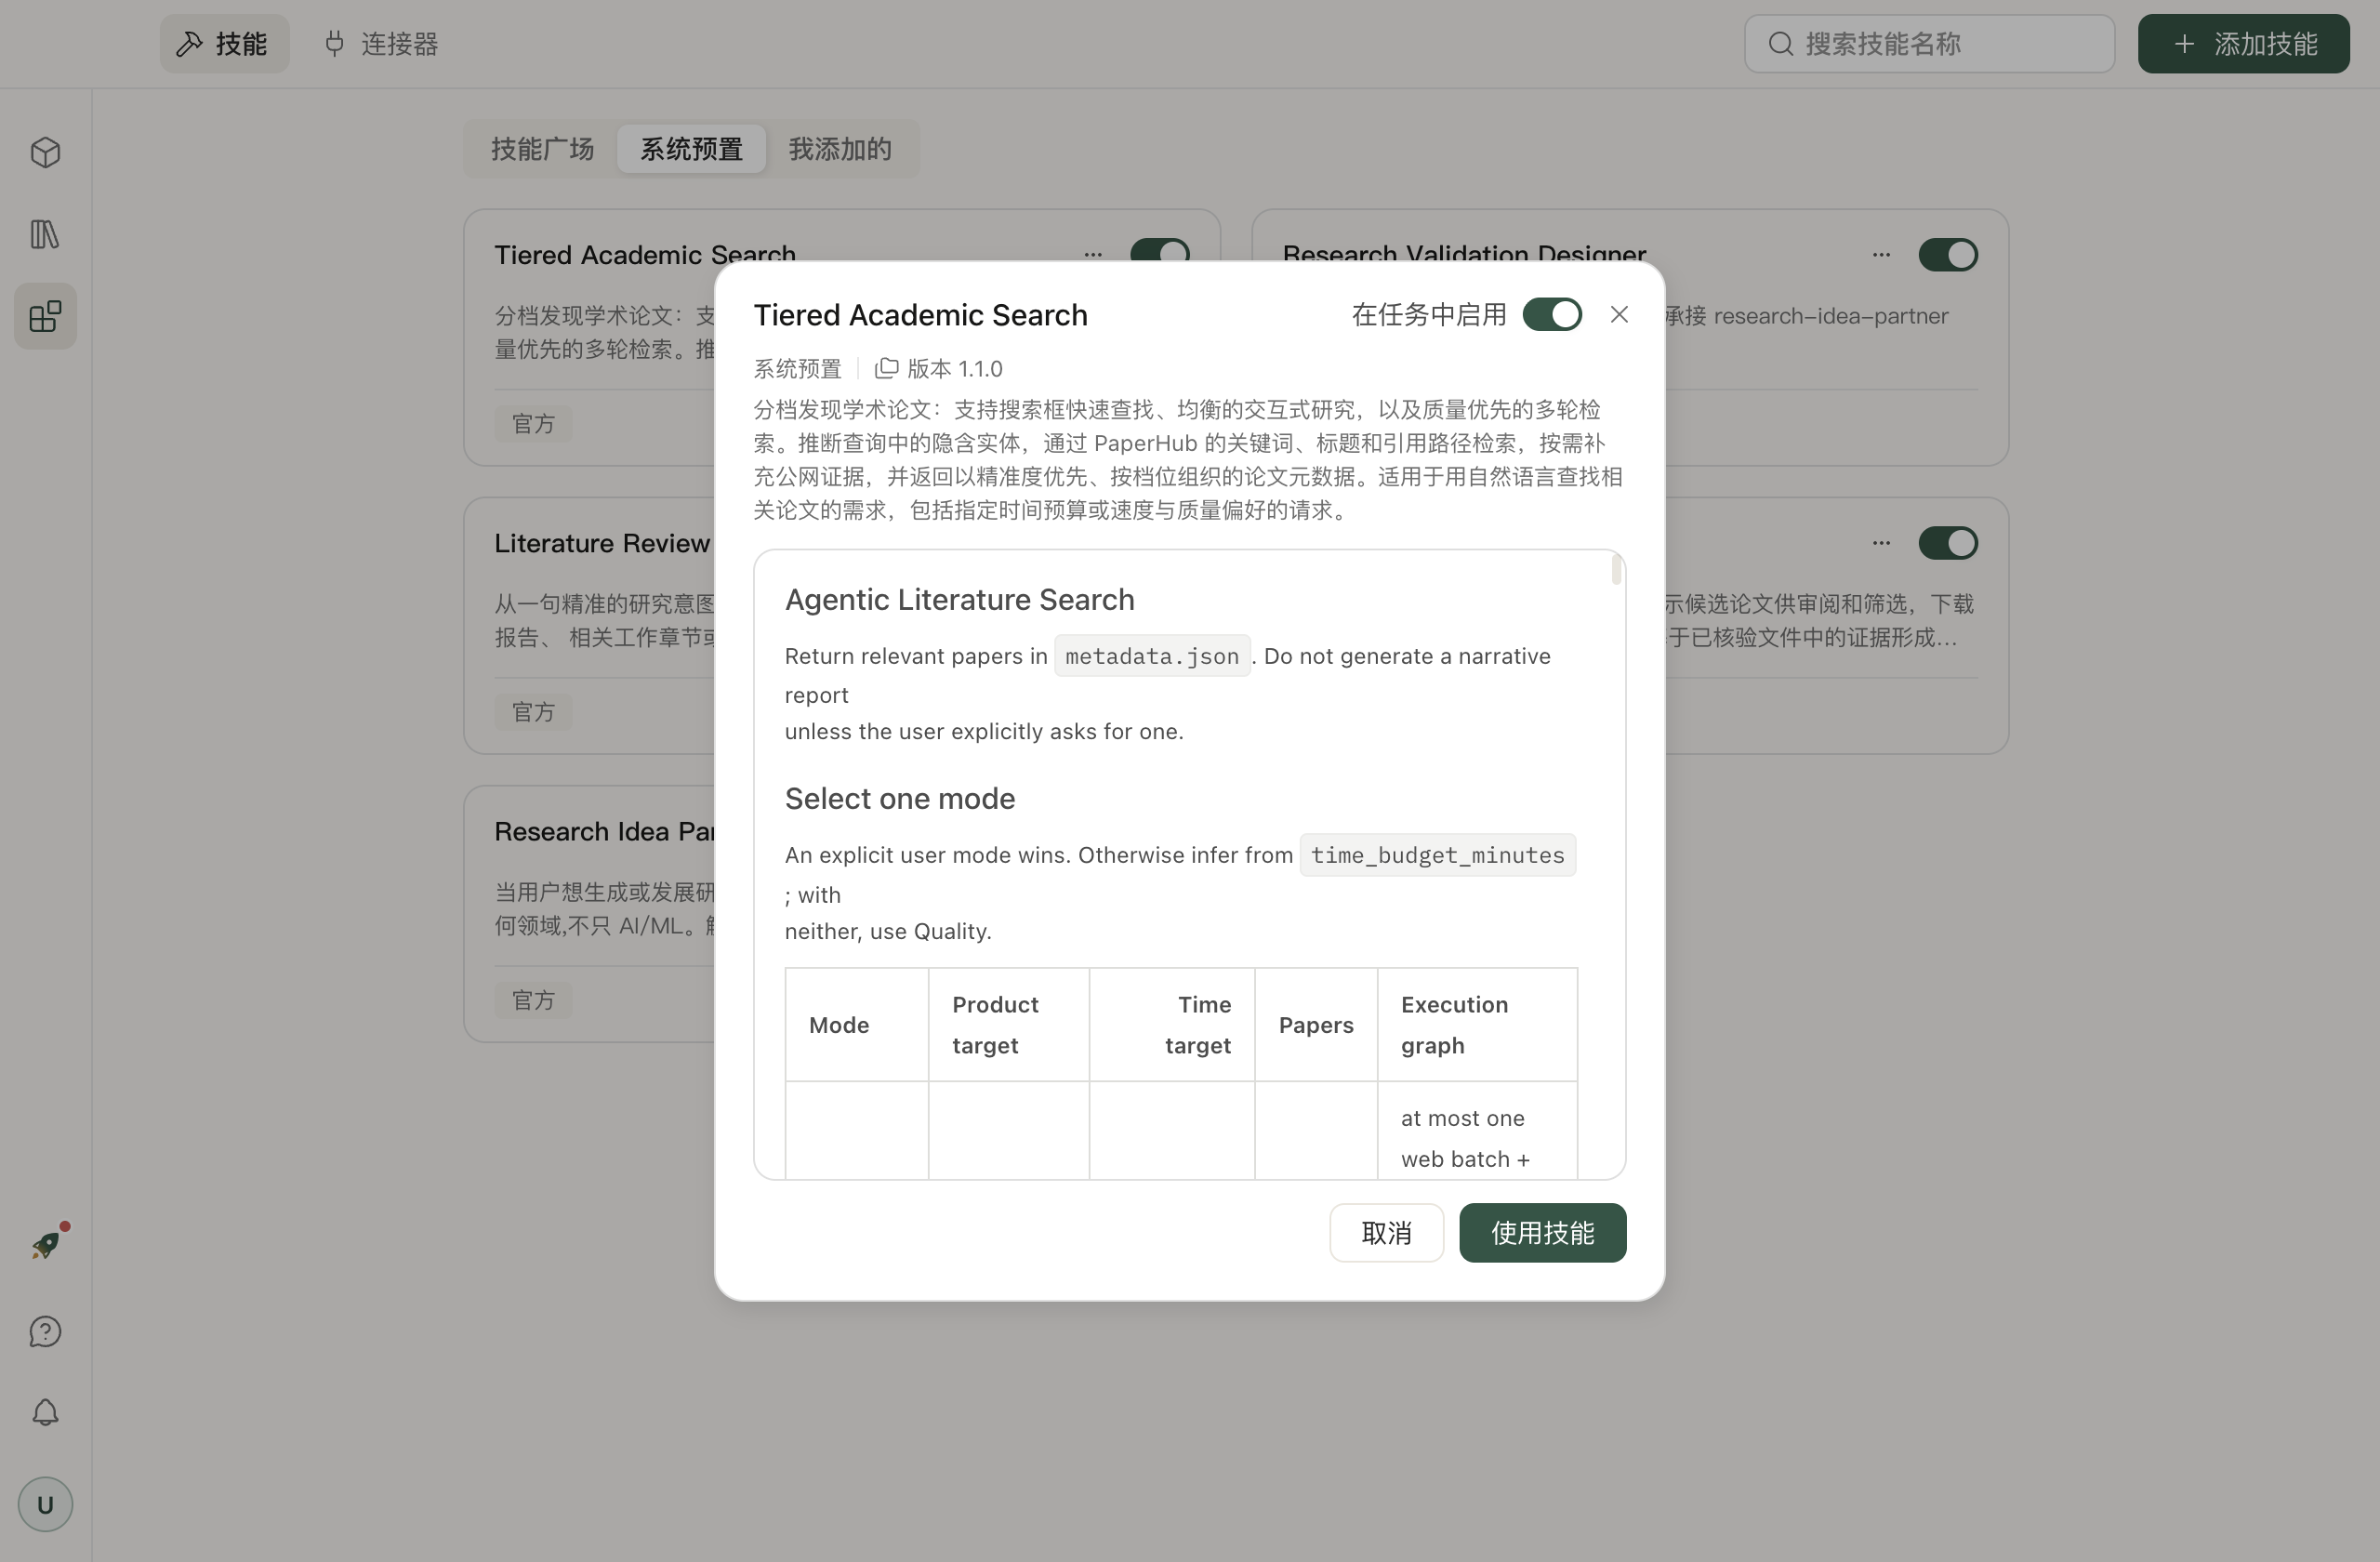 技能
连接器
搜索技能名称
添加技能
技能广场
系统预置
我添加的
Tiered Academic Search
Research Validation Designer
分档发现学术论文：支
量优先的多轮检索。推
承接 research-idea-partner
官方
Literature Review
从一句精准的研究意图
报告、 相关工作章节或
示候选论文供审阅和筛选，下载
于已核验文件中的证据形成...
官方
Research Idea Par
当用户想生成或发展研
何领域,不只 AI/ML。解
官方
U
Tiered Academic Search
在任务中启用
系统预置
版本 1.1.0
分档发现学术论文：支持搜索框快速查找、均衡的交互式研究，以及质量优先的多轮检
索。推断查询中的隐含实体，通过 PaperHub 的关键词、标题和引用路径检索，按需补
充公网证据，并返回以精准度优先、按档位组织的论文元数据。适用于用自然语言查找相
关论文的需求，包括指定时间预算或速度与质量偏好的请求。
Agentic Literature Search
Return relevant papers in metadata.json . Do not generate a narrative
report
unless the user explicitly asks for one.
Select one mode
An explicit user mode wins. Otherwise infer from time_budget_minutes
; with
neither, use Quality.
Mode
Product
target
Time
target
Papers
Execution
graph
at most one
web batch +
取消
使用技能